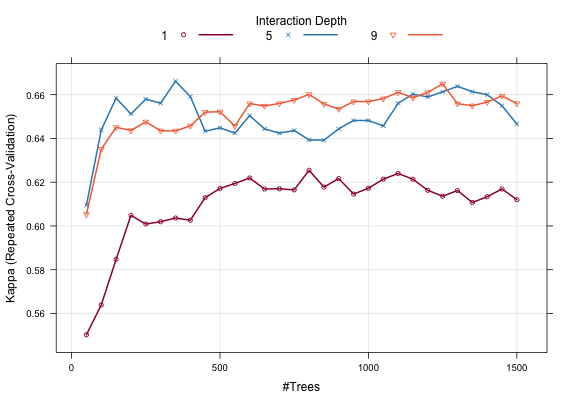 Interaction Depth
1 5 9
Kappa (Repeated Cross-Validation)
0.66
0.64
0.62
0.60
0.58
0.56
0 500 1000 1500
#Trees